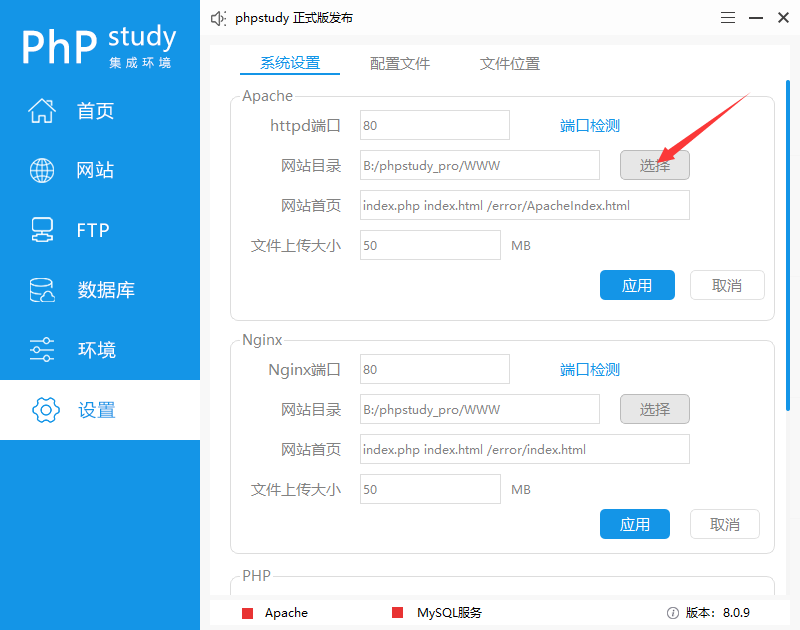 phpstudy 正式版发布
PhP study
集成环境
首页
网站
FTP
数据库
环境
设置
系统设置 配置文件 文件位置
Apache
httpd端口 80 端口检测
网站目录 B:/phpstudy_pro/WWW 选择
网站首页 index.php index.html /error/ApacheIndex.html
文件上传大小 50 MB
应用 取消
Nginx
Nginx端口 80 端口检测
网站目录 B:/phpstudy_pro/WWW 选择
网站首页 index.php index.html /error/index.html
文件上传大小 50 MB
应用 取消
PHP
Apache MySQL服务 版本: 8.0.9